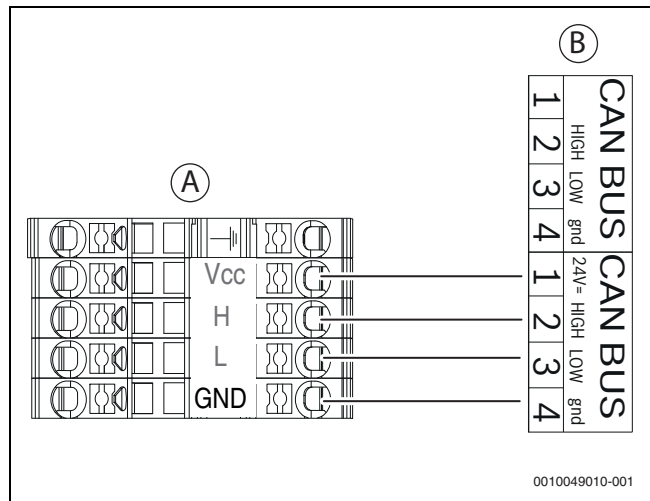 B
A
CAN BUS
1
2 HIGH
3 LOW
4 gnd
CAN BUS
1 24V=
2 HIGH
3 LOW
4 gnd
Vcc
H
L
GND
0010049010-001